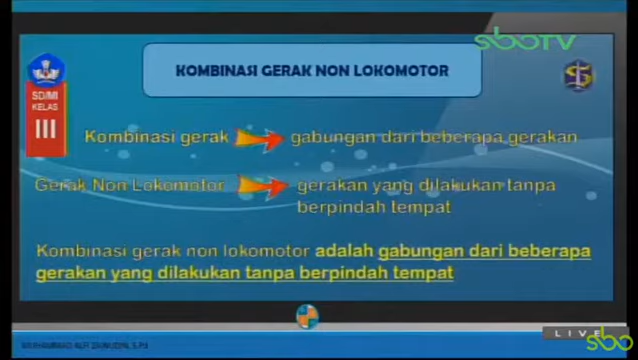 sboTV
KOMBINASI GERAK NON LOKOMOTOR
SD/MI
KELAS
III
Kombinasi gerak gabungan dari beberapa gerakan
Gerak Non Lokomotor gerakan yang dilakukan tanpa
berpindah tempat
Kombinasi gerak non lokomotor adalah gabungan dari beberapa
gerakan yang dilakukan tanpa berpindah tempat
LIVE
sbo